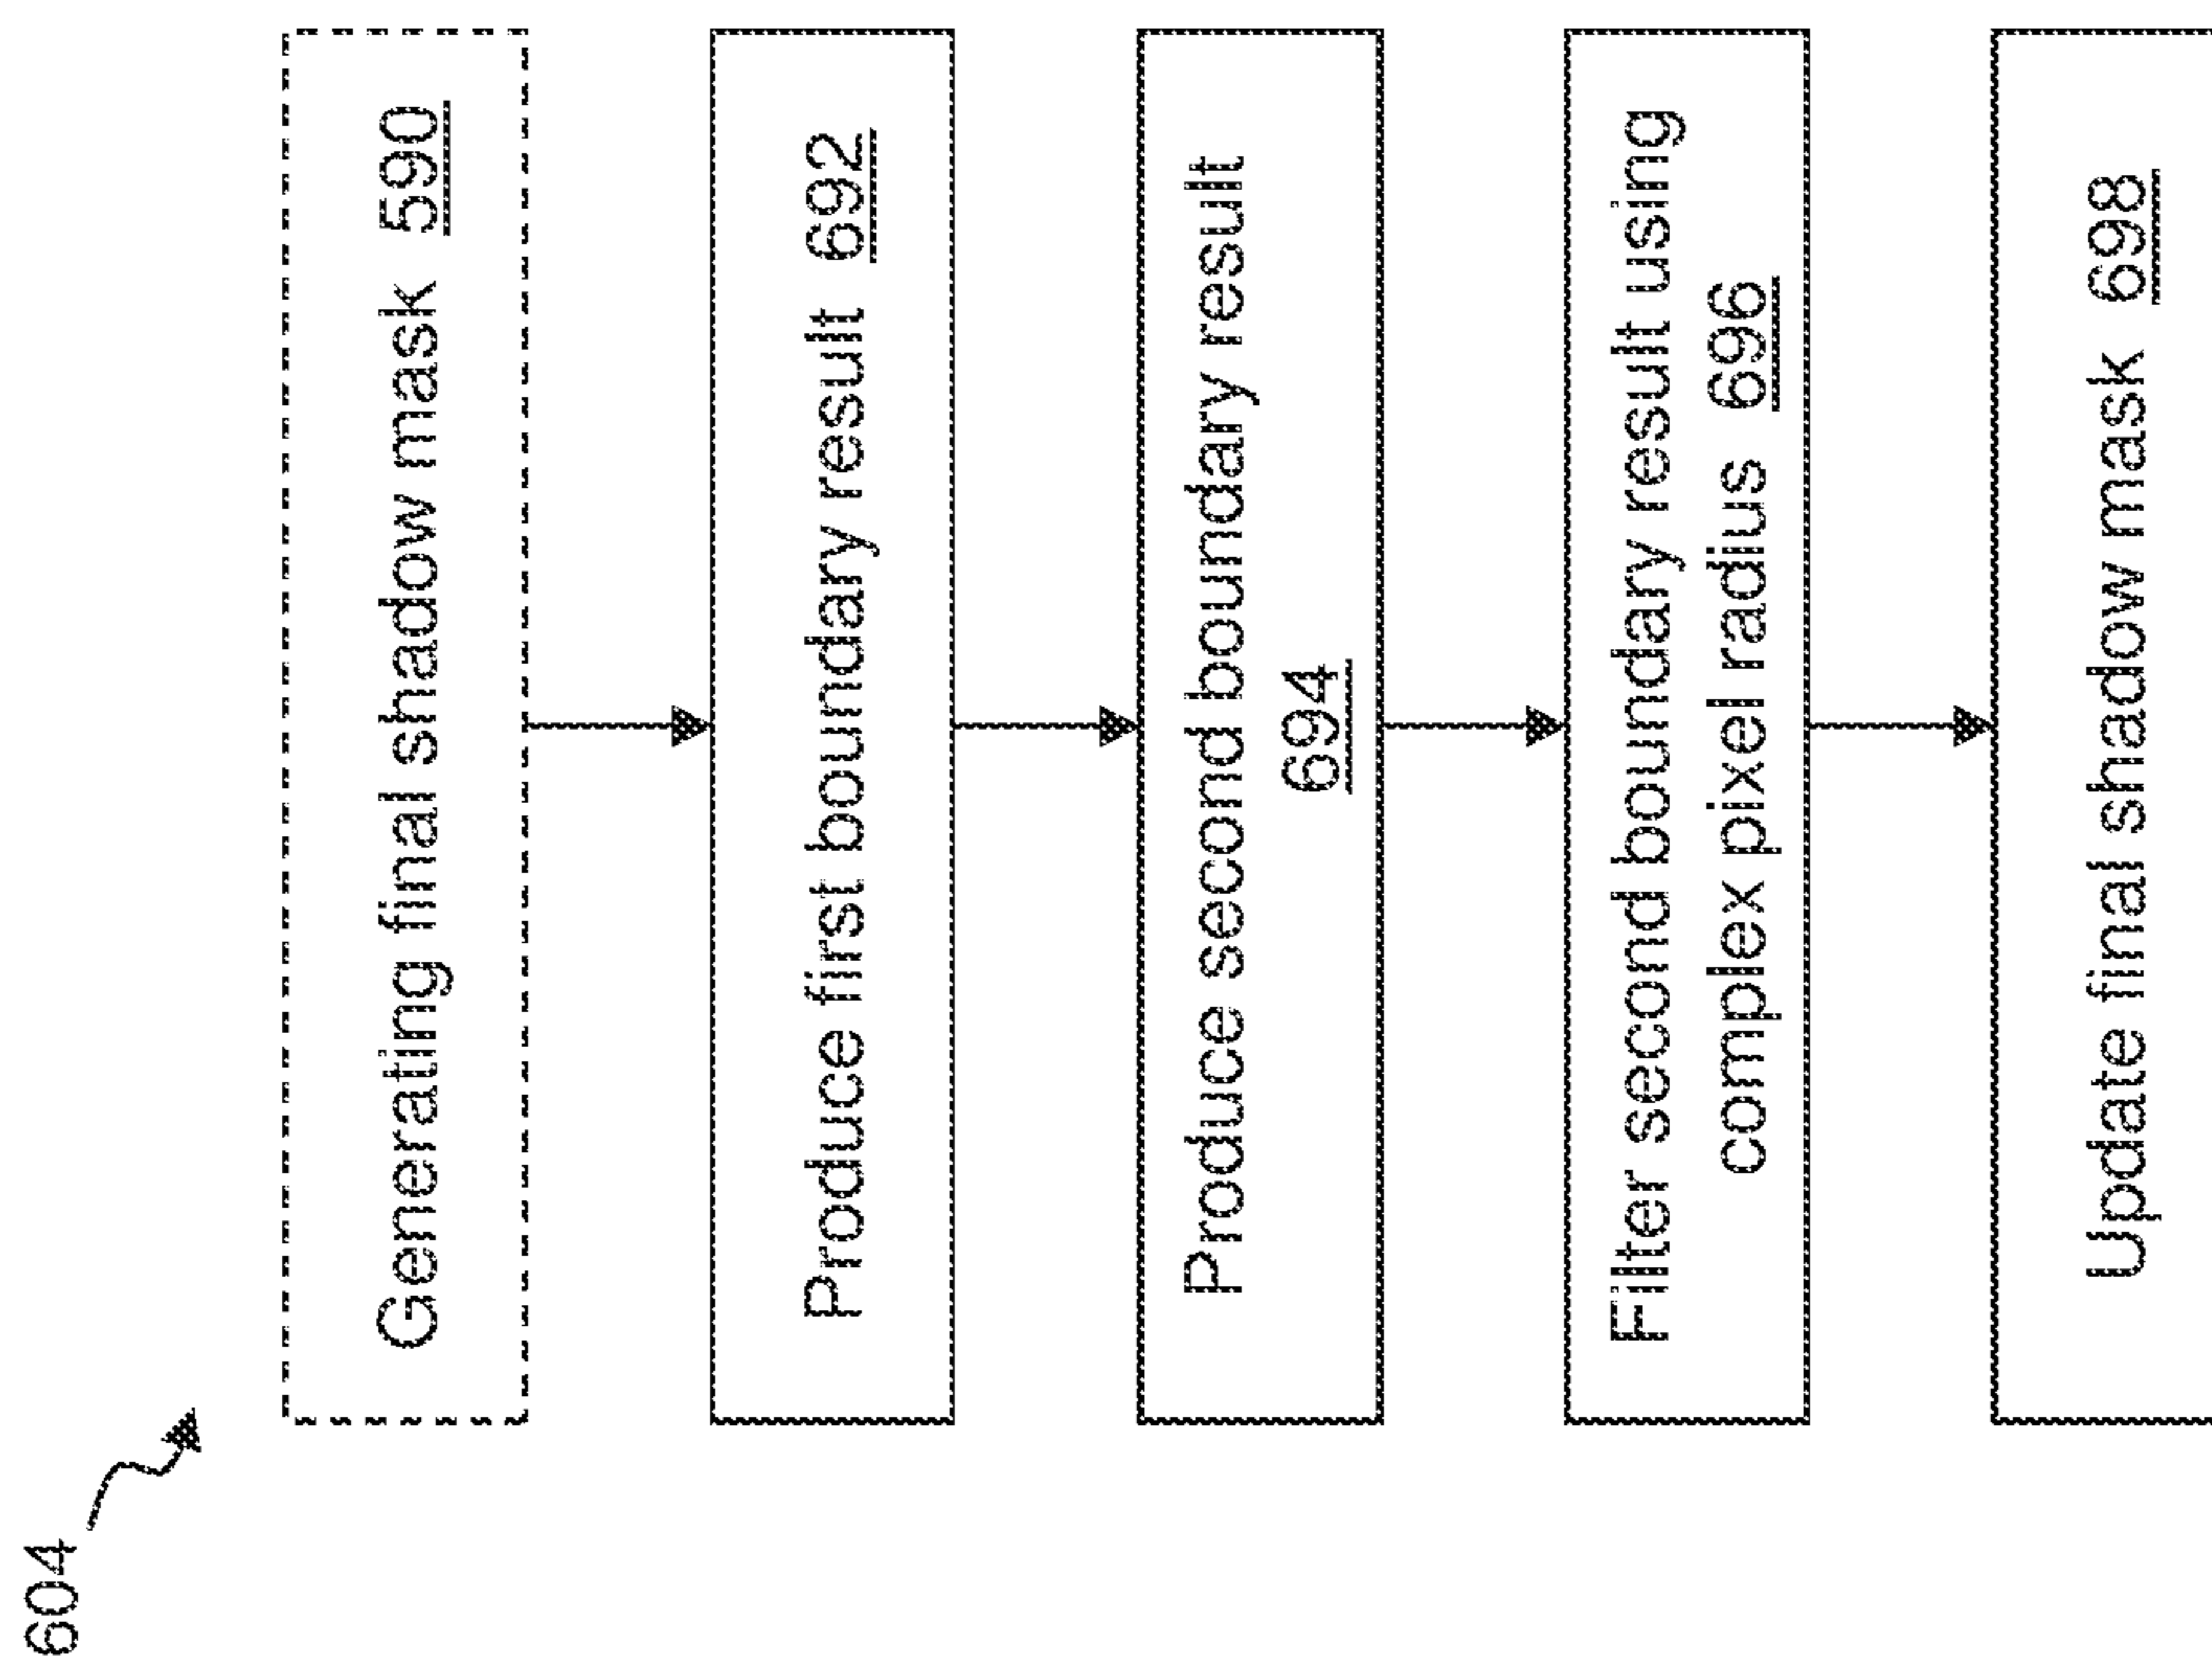 604
Generating final shadow mask 590
Produce first boundary result 692
Produce second boundary result
694
Filter second boundary result using
complex pixel radius 696
Update final shadow mask 698